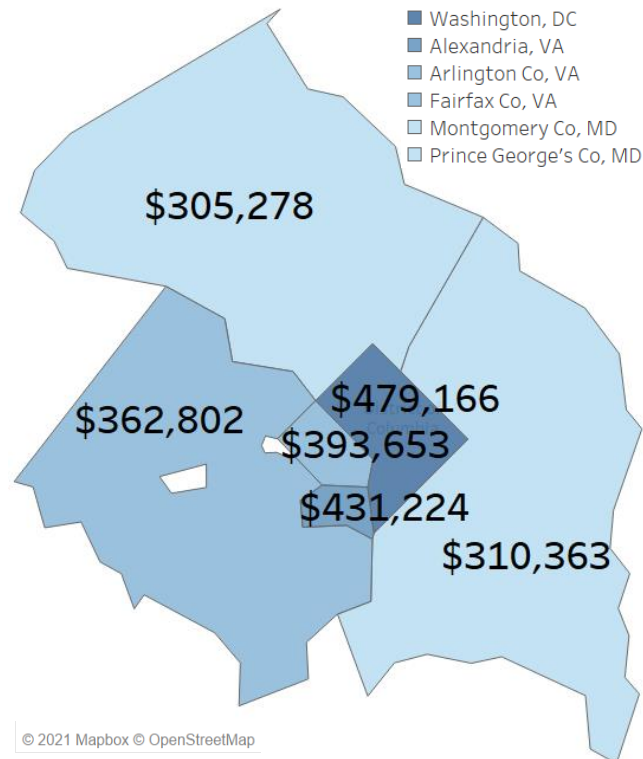 Washington, DC
Alexandria, VA
Arlington Co, VA
Fairfax Co, VA
Montgomery Co, MD
Prince George's Co, MD
$305,278
$479,166
$362,802
Columbia
$393,653
$431,224
$310,363
© 2021 Mapbox © OpenStreetMap